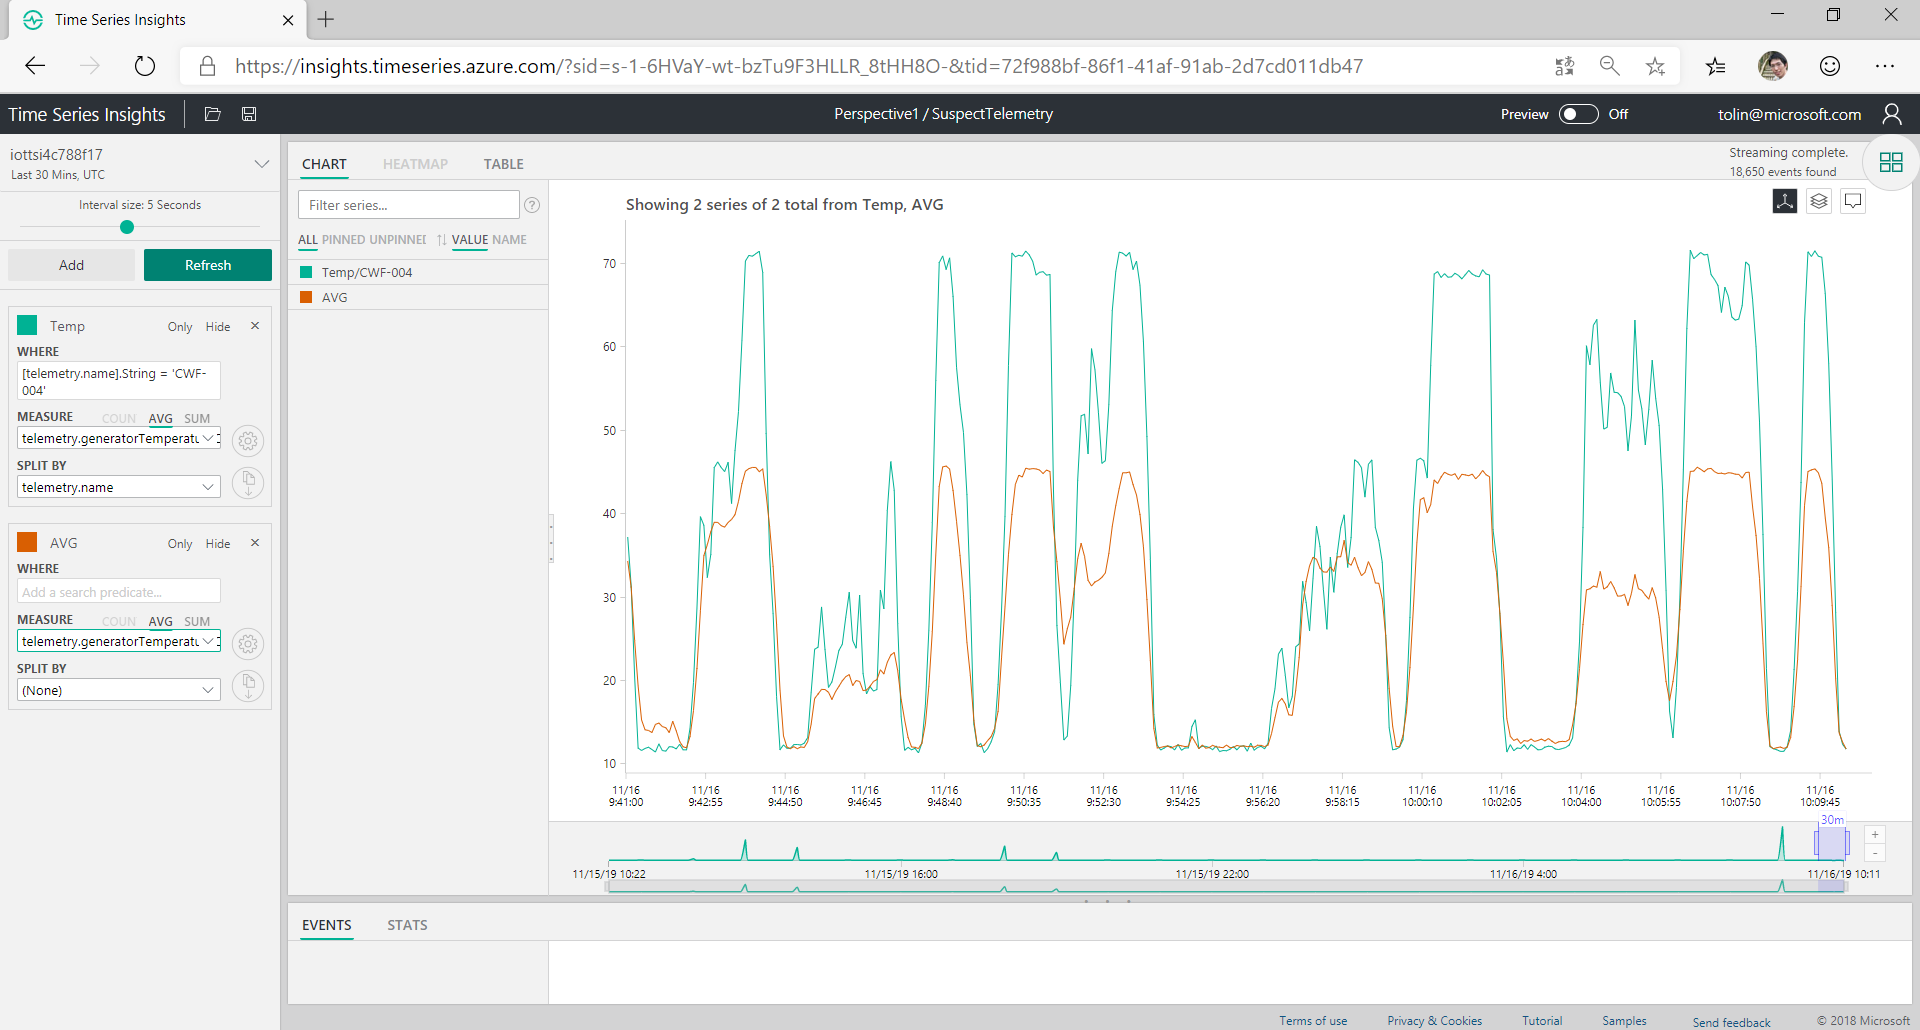 Time Series Insights
https://insights.timeseries.azure.com/?sid=s-1-6HVaY-wt-bzTu9F3HLLR_8tHH8O-&tid=72f988bf-86f1-41af-91ab-2d7cd011db47
Time Series Insights
Perspective1 / SuspectTelemetry
Preview Off
tolin@microsoft.com
iottsi4c788f17
Last 30 Mins, UTC
Interval size: 5 Seconds
Add Refresh
Temp Only Hide
WHERE
[telemetry.name].String = 'CWF-
004'
MEASURE COUN AVG SUM
telemetry.generatorTemperatu
SPLIT BY
telemetry.name
AVG Only Hide
WHERE
Add a search predicate...
MEASURE COUN AVG SUM
telemetry.generatorTemperatu
SPLIT BY
(None)
CHART HEATMAP TABLE
Streaming complete.
18,650 events found
Filter series...
ALL PINNED UNPINNEI VALUE NAME
Temp/CWF-004
AVG
Showing 2 series of 2 total from Temp, AVG
70
60
50
40
30
20
10
11/16 11/16 11/16 11/16 11/16 11/16 11/16 11/16 11/16 11/16 11/16 11/16 11/16 11/16 11/16 11/16
9:41:00 9:42:55 9:44:50 9:46:45 9:48:40 9:50:35 9:52:30 9:54:25 9:56:20 9:58:15 10:00:10 10:02:05 10:04:00 10:05:55 10:07:50 10:09:45
30m
+
-
11/15/19 10:22 11/15/19 16:00 11/15/19 22:00 11/16/19 4:00 11/16/19 10:11
EVENTS STATS
Terms of use Privacy & Cookies Tutorial Samples Send feedback © 2018 Microsoft